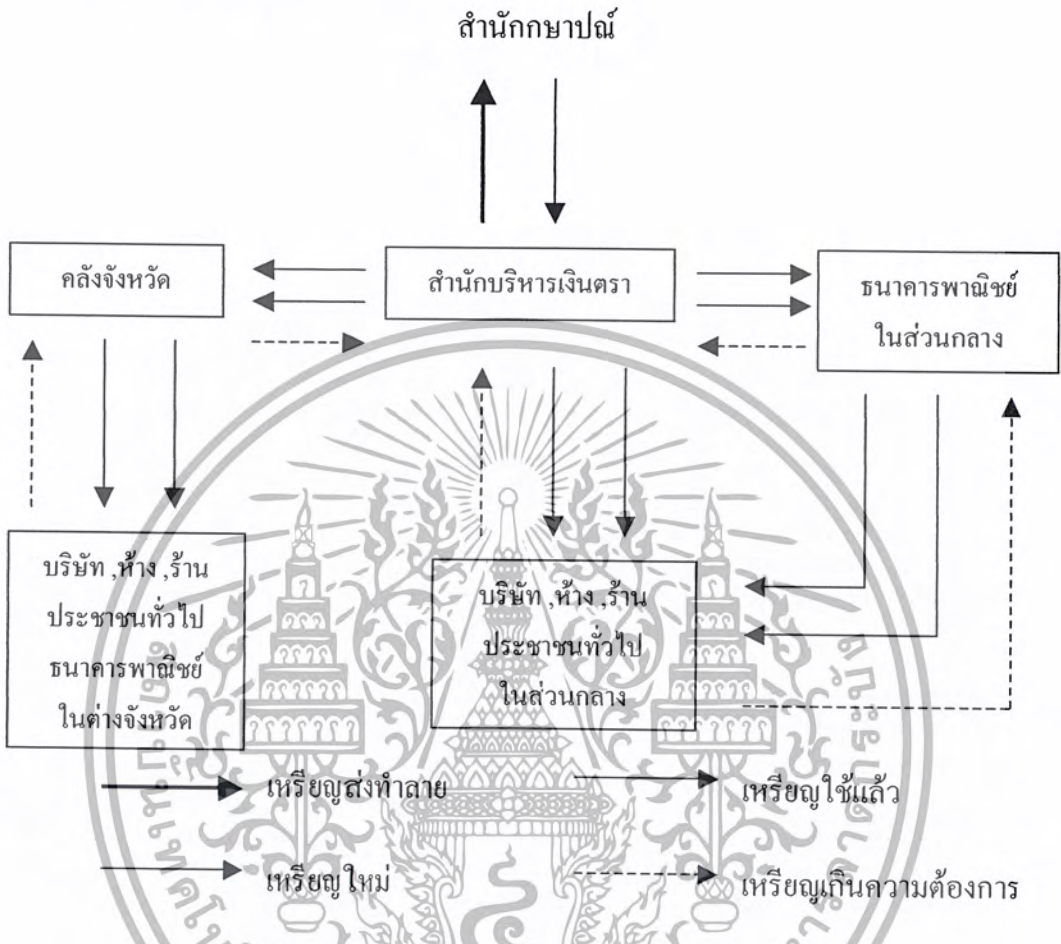 สำนักกษาปณ์
คลังจังหวัด
สำนักบริหารเงินตรา
ธนาคารพาณิชย์
ในส่วนกลาง
บริษัท ,ห้าง ,ร้าน
ประชาชนทั่วไป
ธนาคารพาณิชย์
ในต่างจังหวัด
บริษัท ,ห้าง ,ร้าน
ประชาชนทั่วไป
ในส่วนกลาง
เหรียญส่งทำลาย
เหรียญใช้แล้ว
เหรียญใหม่
เหรียญเกินความต้องการ